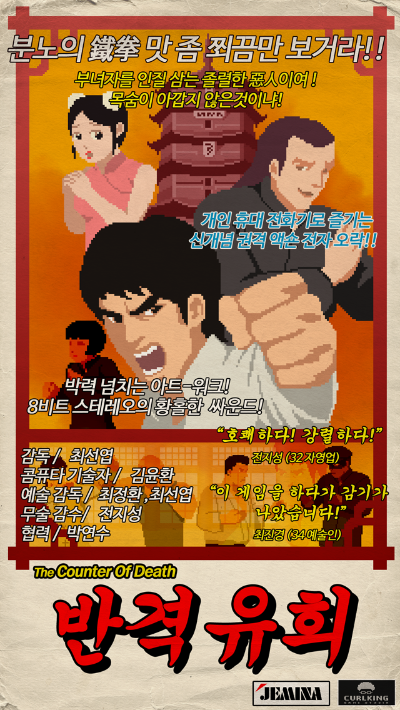 분노의 鐵拳 맛 좀 쬐끔만 보거라!!
부녀자를 인질 삼는 졸렬한 惡人이여!
목숨이 아깝지 않은것이냐!
개인 휴대 전화기로 즐기는
신개념 권격 액숀 전자 오락!!
박력 넘치는 아트-워크!
8비트 스테레오의 황홀한 싸운드!
"호쾌하다! 강렬하다!"
전지성 (32 자영업)
감독 / 최선엽
콤퓨타 기술자 / 김윤환
예술 감독 / 최정환, 최선엽
무술 감수 / 전지성
협력 / 박연수
"이 게임을 하다가 감기가
나았습니다!"
최진경 (34 예술인)
The Counter Of Death
반격 유희
JEMINA
CURLKING
GAME STUDIO